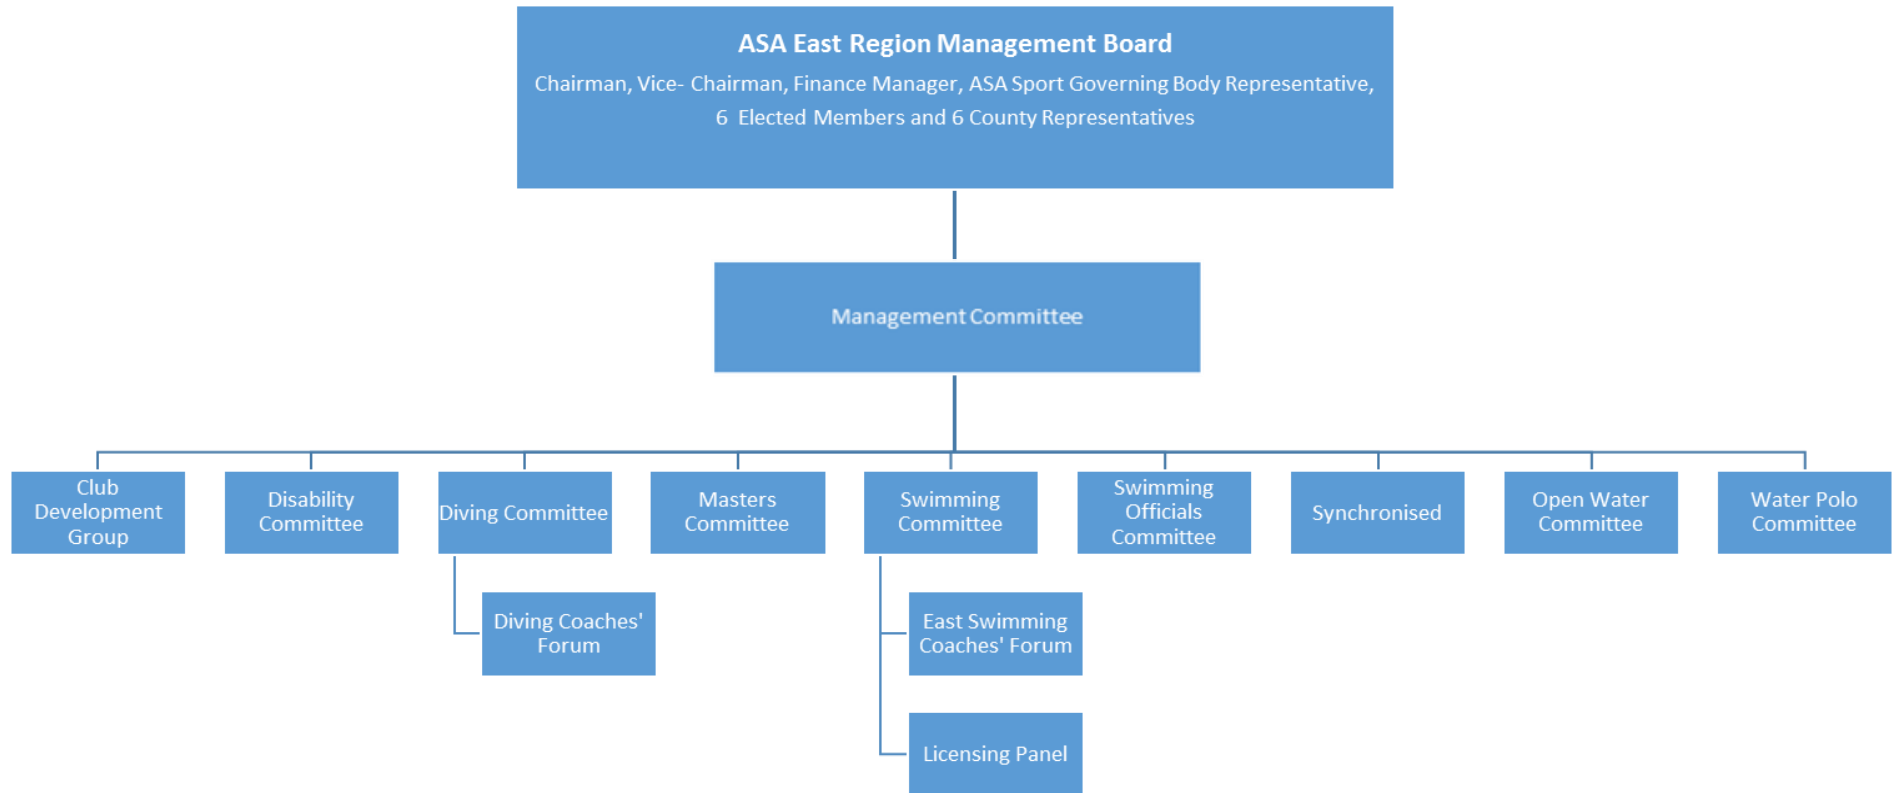 ASA East Region Management Board
Chairman, Vice- Chairman, Finance Manager, ASA Sport Governing Body Representative,
6 Elected Members and 6 County Representatives
Management Committee
Club
Development
Group
Disability
Committee
Diving Committee
Masters
Committee
Swimming
Committee
Swimming
Officials
Committee
Synchronised
Open Water
Committee
Water Polo
Committee
Diving Coaches'
Forum
East Swimming
Coaches' Forum
Licensing Panel